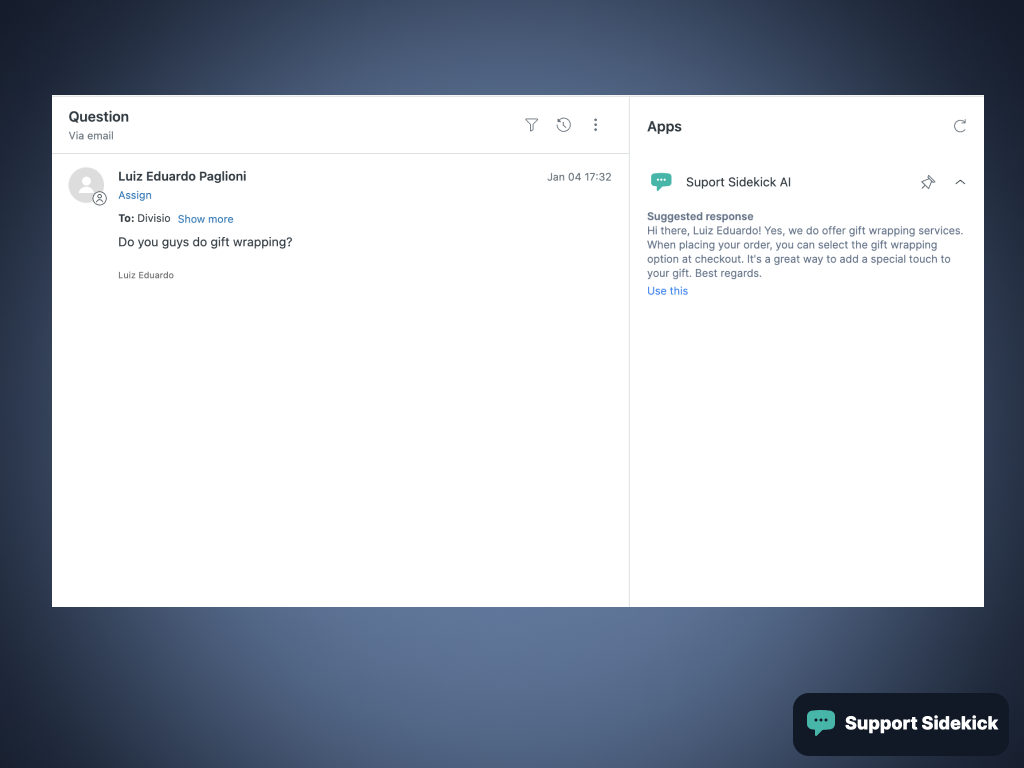 Question
Via email
Luiz Eduardo Paglioni
Jan 04 17:32
Assign
To: Divisio Show more
Do you guys do gift wrapping?
Luiz Eduardo
Apps
Suport Sidekick AI
Suggested response
Hi there, Luiz Eduardo! Yes, we do offer gift wrapping services.
When placing your order, you can select the gift wrapping
option at checkout. It's a great way to add a special touch to
your gift. Best regards.
Use this
Support Sidekick